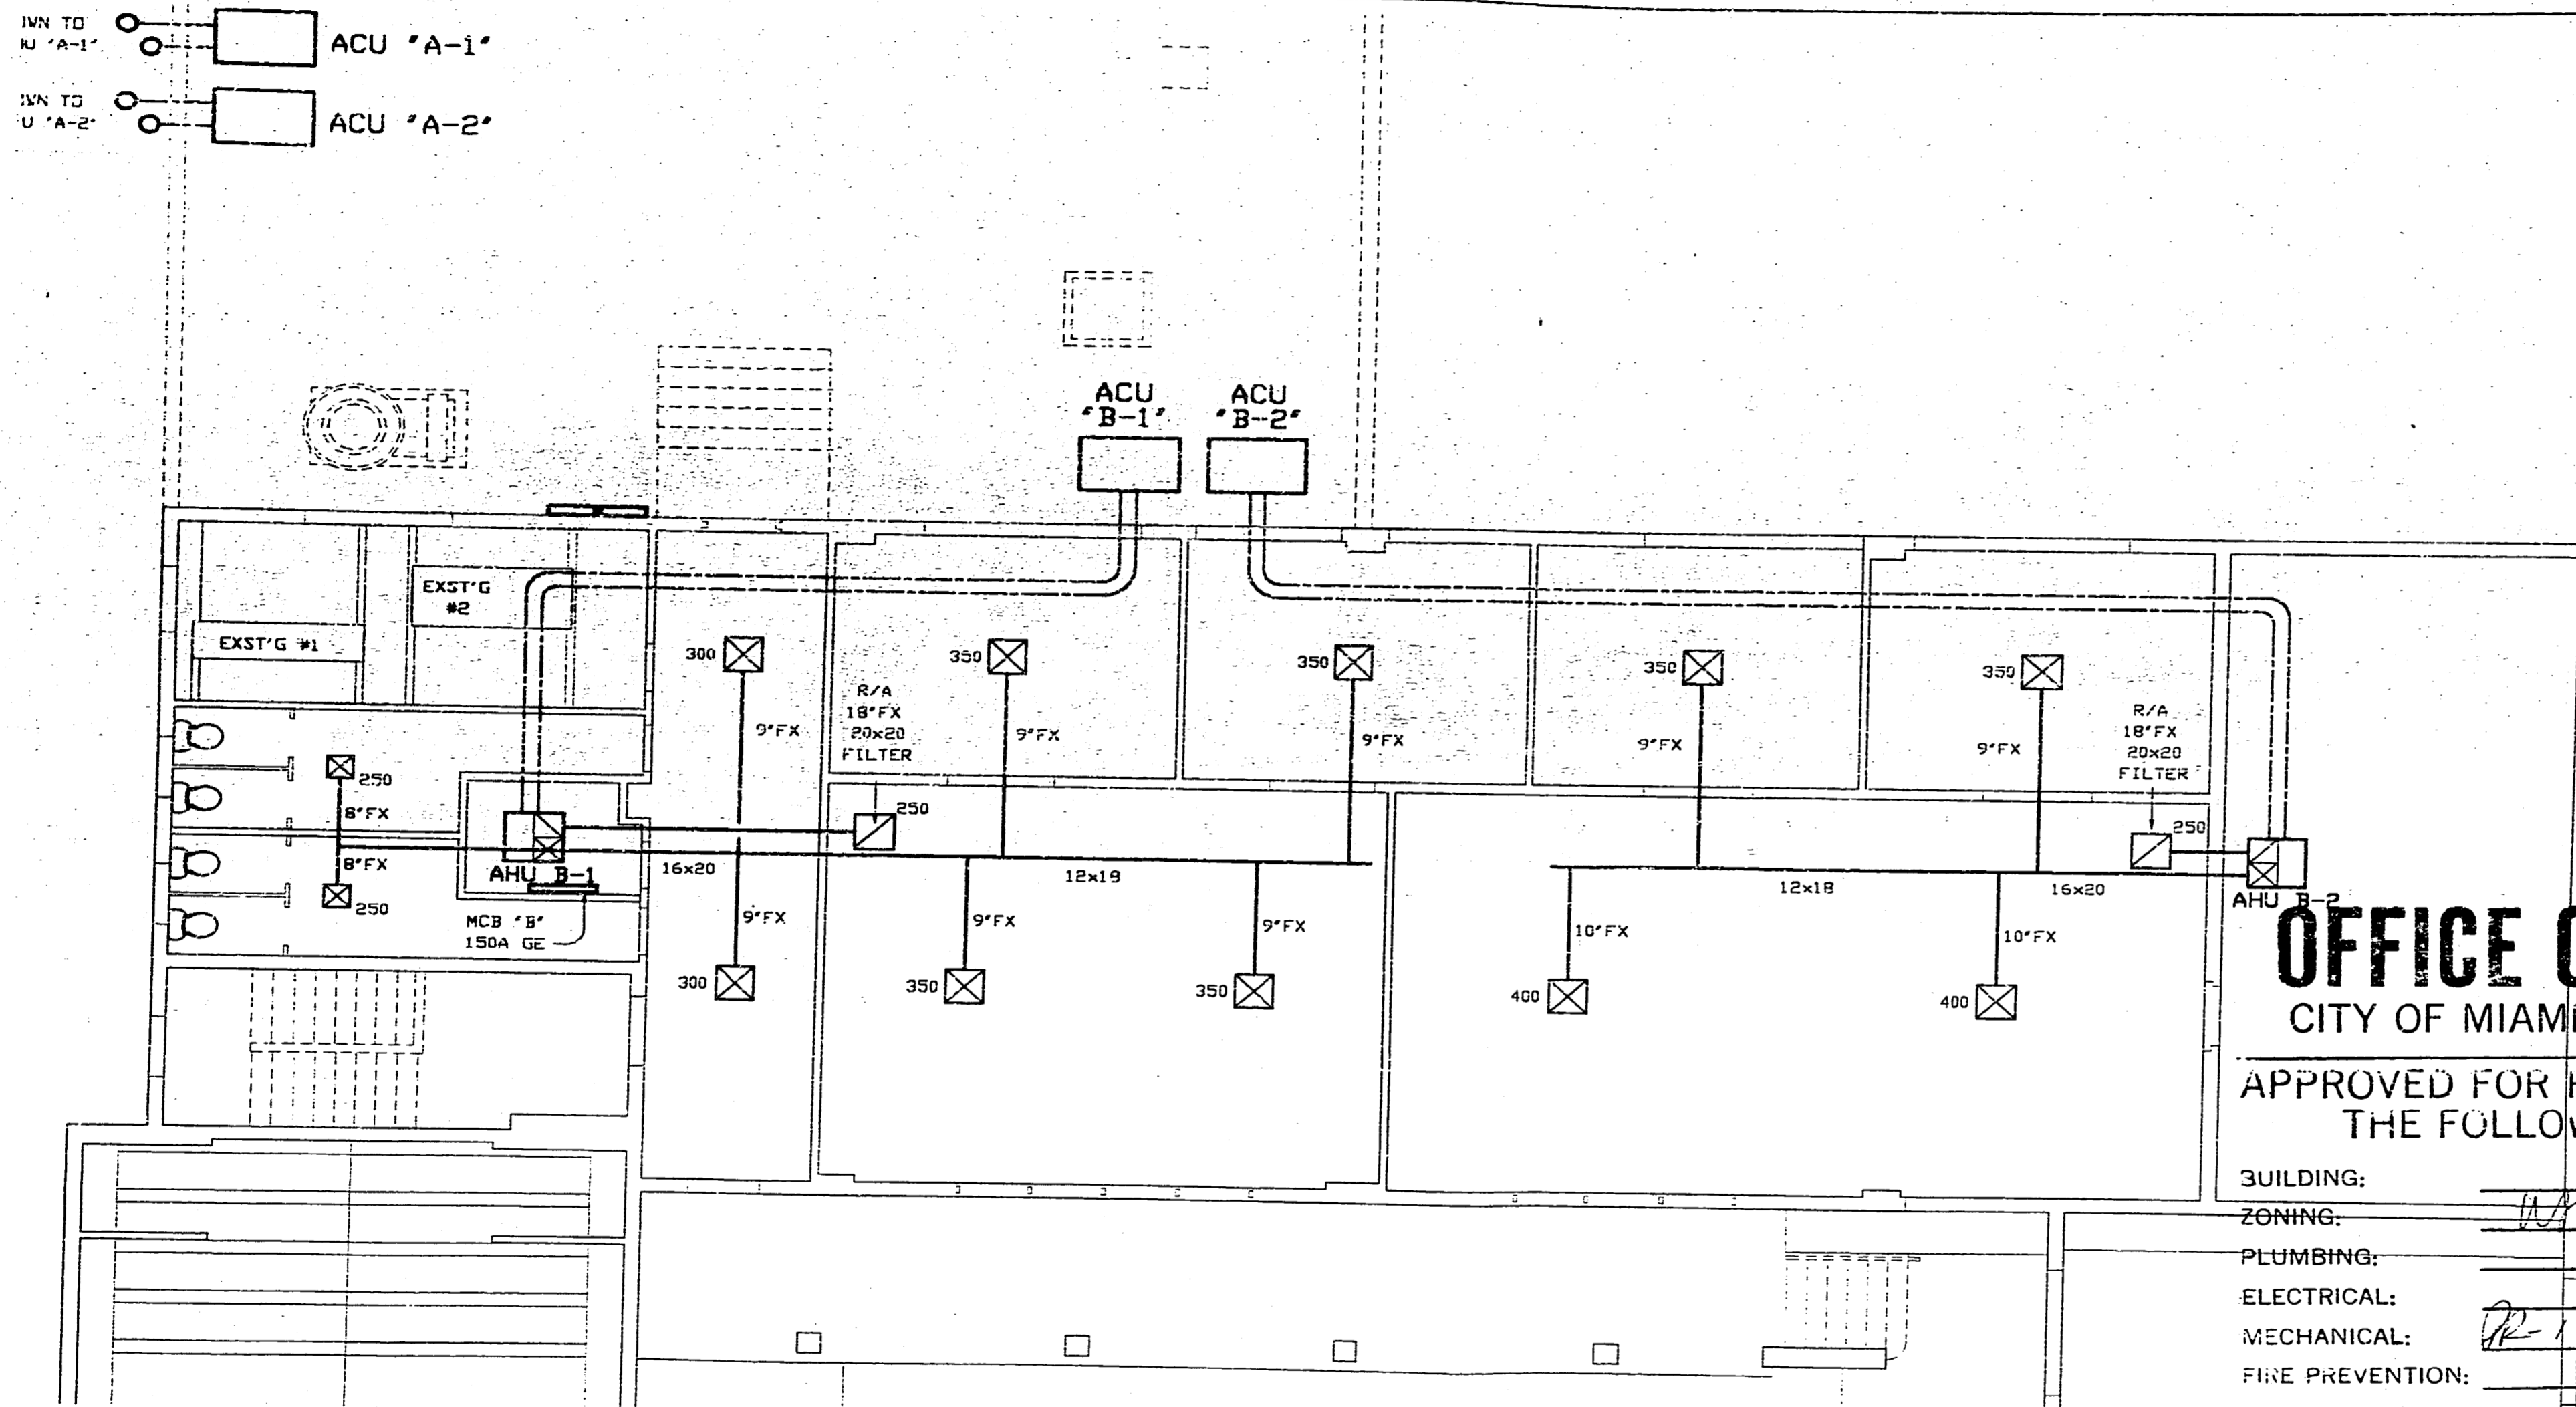 ACU "A-1"
ACU "A-2"
ACU
"B-1"
ACU
"B-2"
EXST'G
#2
EXST'G #1
300
350
350
350
350
R/A
18"FX
20x20
FILTER
R/A
18"FX
20x20
FILTER
9"FX
9"FX
9"FX
9"FX
9"FX
250
8"FX
250
250
8"FX
16x20
12x18
12x18
16x20
AHU B-1
AHU B-2
250
MCB "B"
150A GE
9"FX
9"FX
9"FX
10"FX
10"FX
300
350
350
400
400
OFFICE
CITY OF MIAMI
APPROVED FOR
THE FOLLOW
BUILDING:
ZONING:
PLUMBING:
ELECTRICAL:
MECHANICAL:
FIRE PREVENTION: